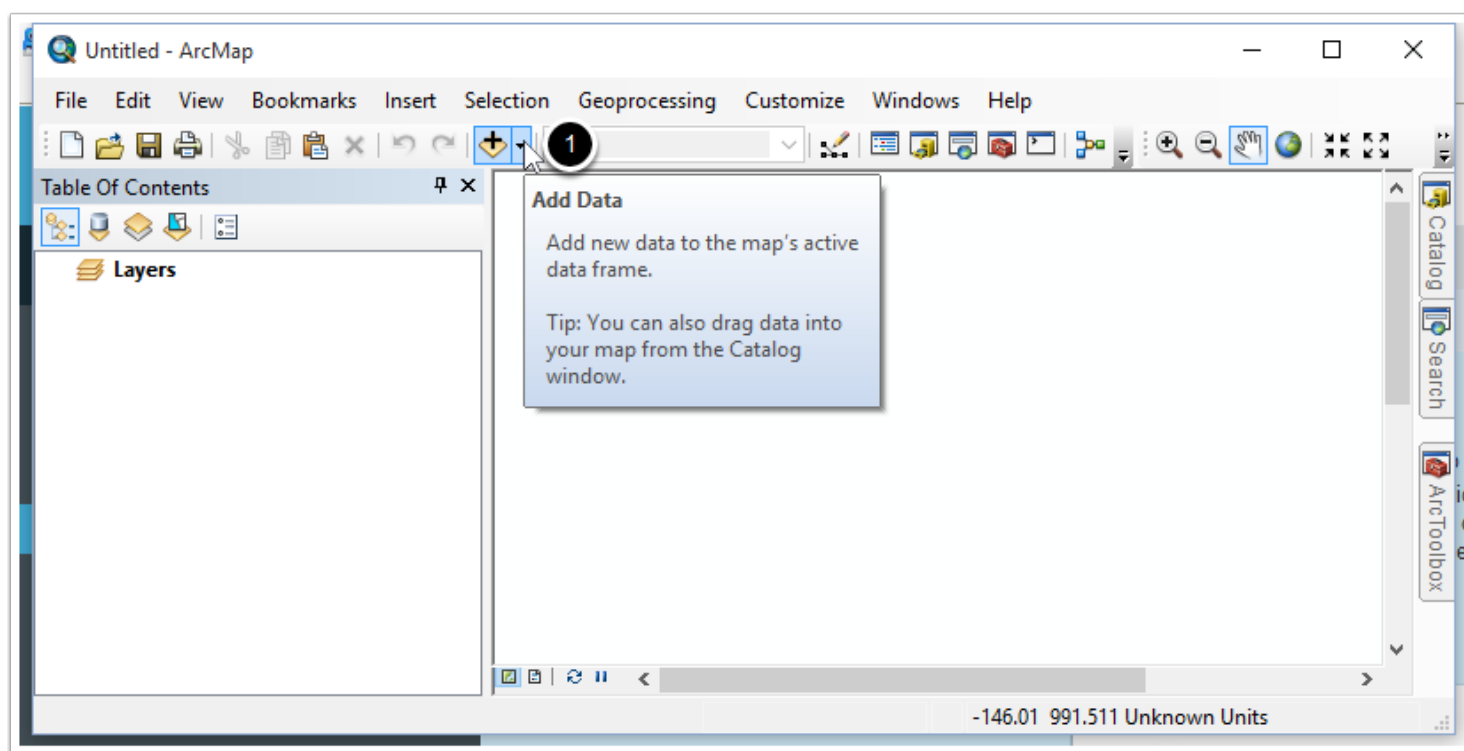 Untitled - ArcMap
File Edit View Bookmarks Insert Selection Geoprocessing Customize Windows Help
1
Table Of Contents
Layers
Add Data
Add new data to the map's active
data frame.
Tip: You can also drag data into
your map from the Catalog
window.
Catalog
Search
ArcToolbox
-146.01 991.511 Unknown Units